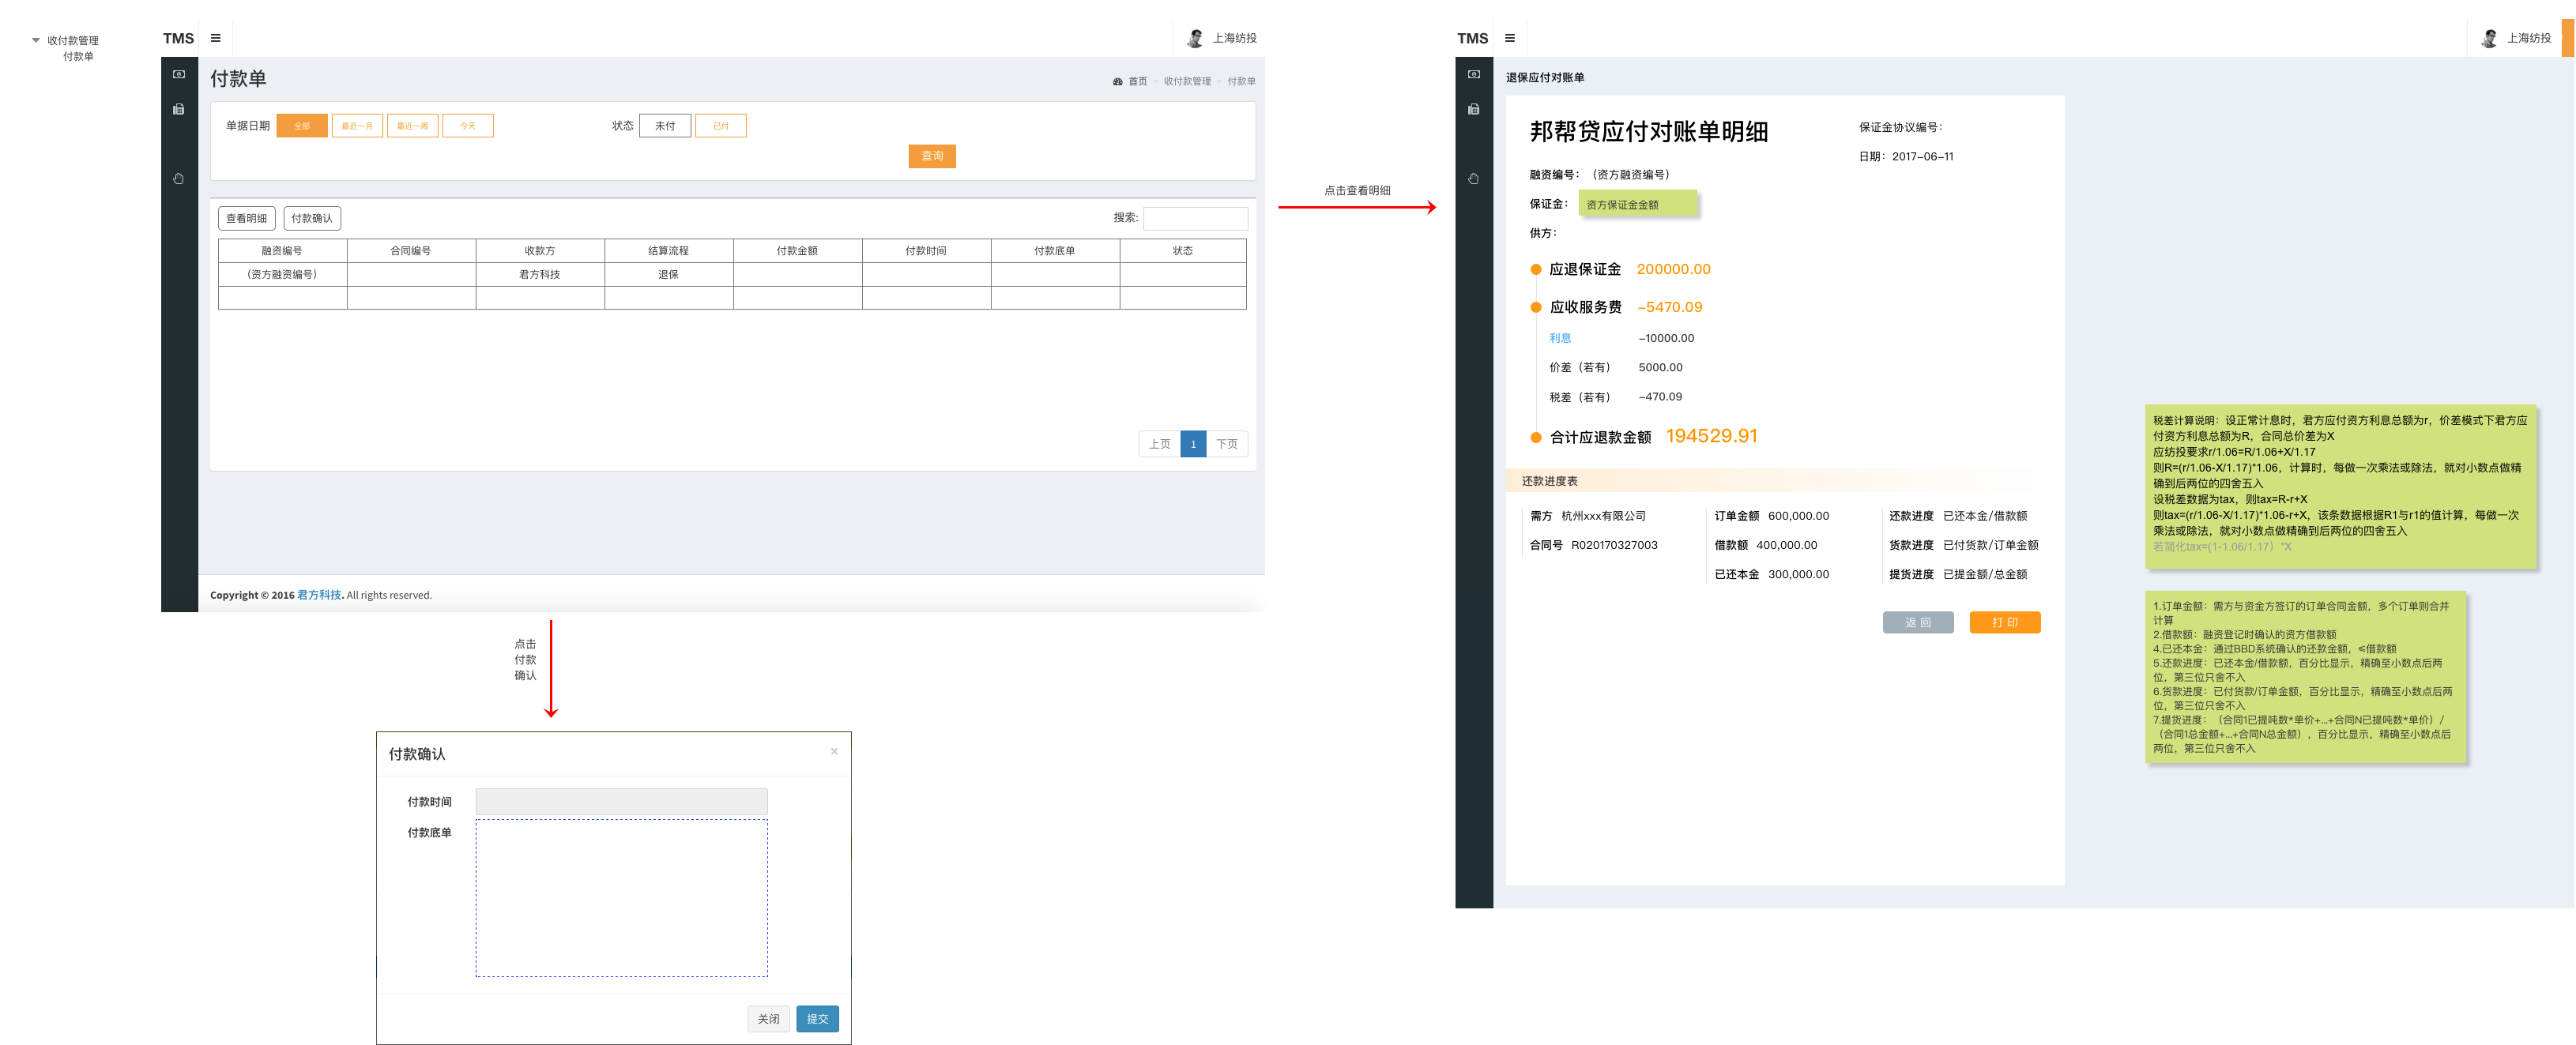 收付款管理
付款单
TMS
上海纺投
付款单
首页
收付款管理
付款单
单据日期
全部
最近一月
最近一周
今天
状态
未付
已付
查询
查看明细
付款确认
搜索:
融资编号
合同编号
收款方
结算流程
付款金额
付款时间
付款底单
状态
（资方融资编号）
君方科技
退保
上页
1
下页
Copyright © 2016 君方科技. All rights reserved.
点击
付款
确认
付款确认
×
付款时间
付款底单
关闭
提交
点击查看明细
TMS
上海纺投
退保应付对账单
邦帮贷应付对账单明细
保证金协议编号：
日期：2017-06-11
融资编号：（资方融资编号）
保证金：
资方保证金金额
供方：
应退保证金 200000.00
应收服务费 -5470.09
利息 -10000.00
价差（若有） 5000.00
税差（若有） -470.09
合计应退款金额 194529.91
还款进度表
需方 杭州xxx有限公司
订单金额 600,000.00
还款进度 已还本金/借款额
合同号 R020170327003
借款额 400,000.00
货款进度 已付货款/订单金额
已还本金 300,000.00
提货进度 已提金额/总金额
返 回
打 印
税差计算说明：设正常计息时，君方应付资方利息总额为r，价差模式下君方应
付资方利息总额为R，合同总价差为X
应纺投要求r/1.06=R/1.06+X/1.17
则R=(r/1.06-X/1.17)*1.06，计算时，每做一次乘法或除法，就对小数点做精
确到后两位的四舍五入
设税差数据为tax，则tax=R-r+X
则tax=(r/1.06-X/1.17)*1.06-r+X，该条数据根据R1与r1的值计算，每做一次
乘法或除法，就对小数点做精确到后两位的四舍五入
若简化tax=(1-1.06/1.17）*X
1.订单金额：需方与资金方签订的订单合同金额，多个订单则合并
计算
2.借款额：融资登记时确认的资方借款额
4.已还本金：通过BBD系统确认的还款金额，≤借款额
5.还款进度：已还本金/借款额，百分比显示，精确至小数点后两
位，第三位只舍不入
6.货款进度：已付货款/订单金额，百分比显示，精确至小数点后两
位，第三位只舍不入
7.提货进度：（合同1已提吨数*单价+...+合同N已提吨数*单价）/
（合同1总金额+...+合同N总金额），百分比显示，精确至小数点后
两位，第三位只舍不入